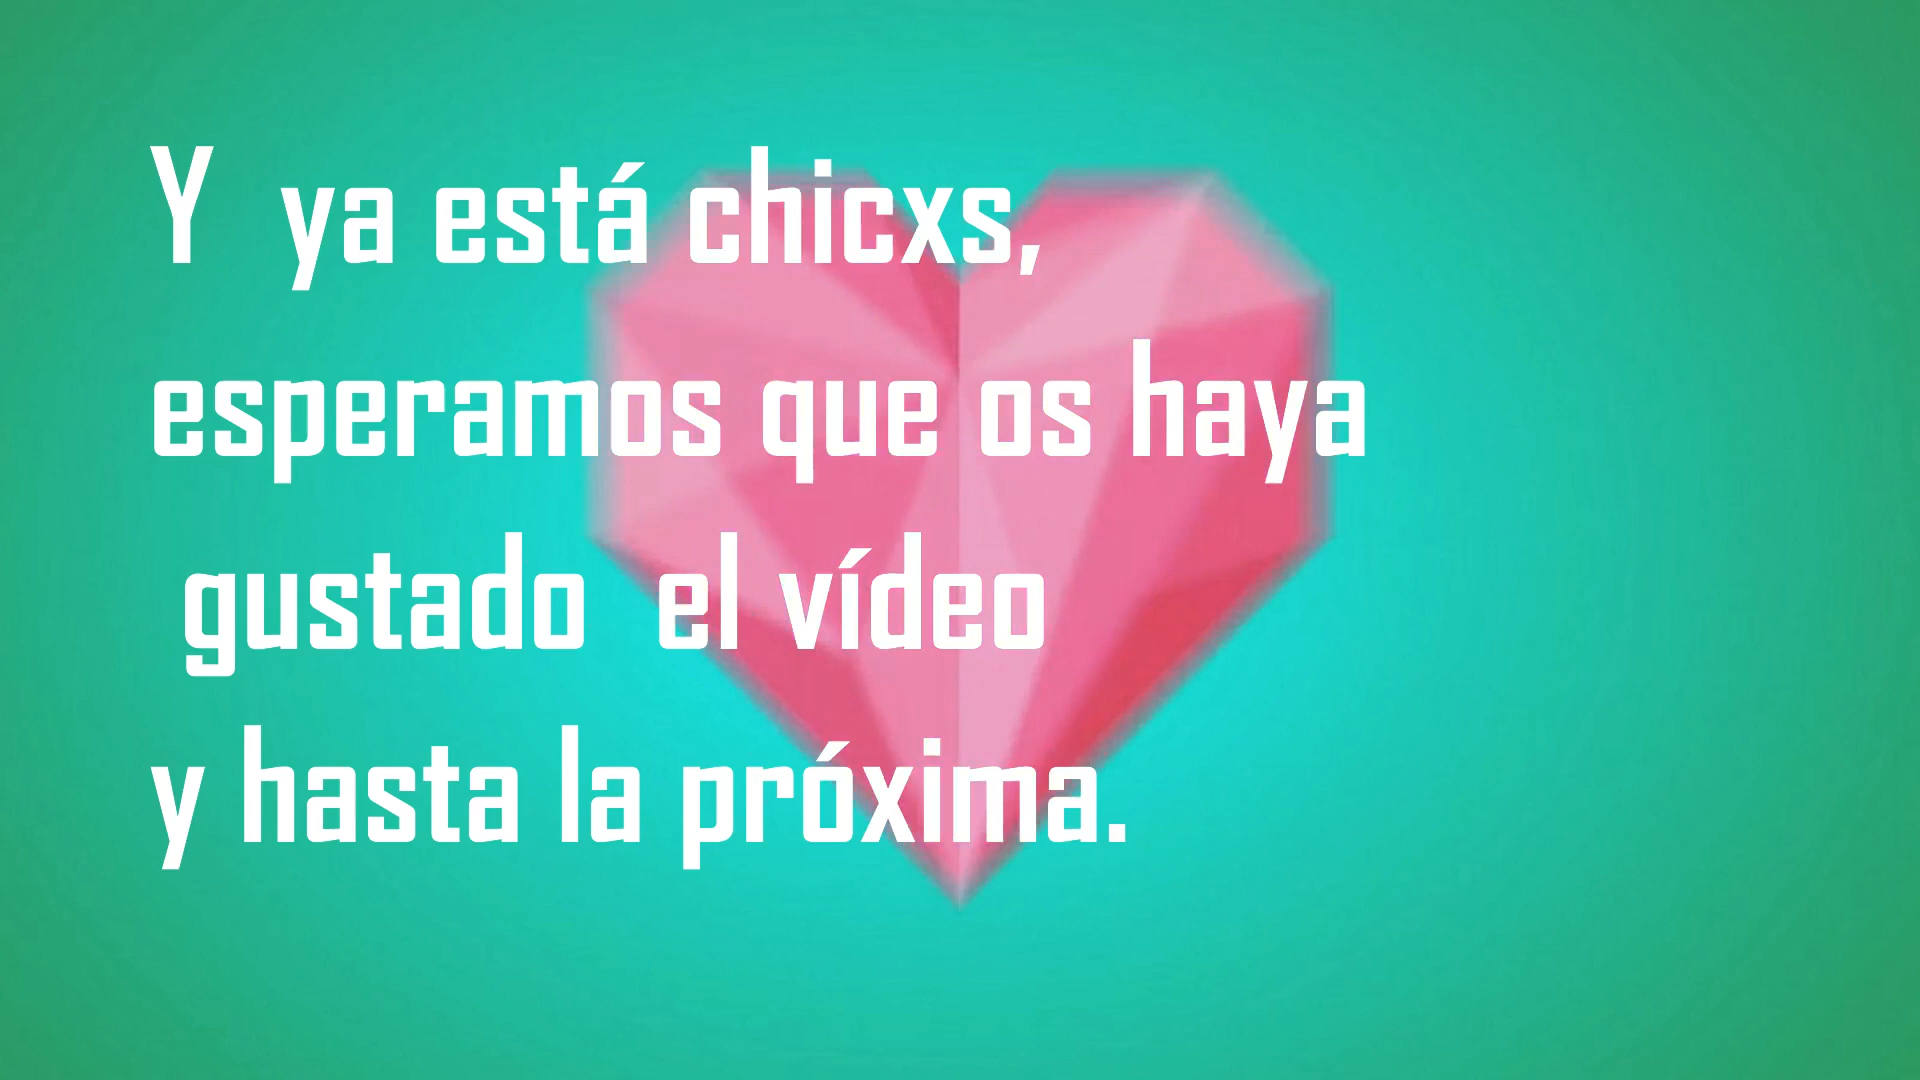 Y ya está chicxs,
esperamos que os haya
gustado el vídeo
y hasta la próxima.